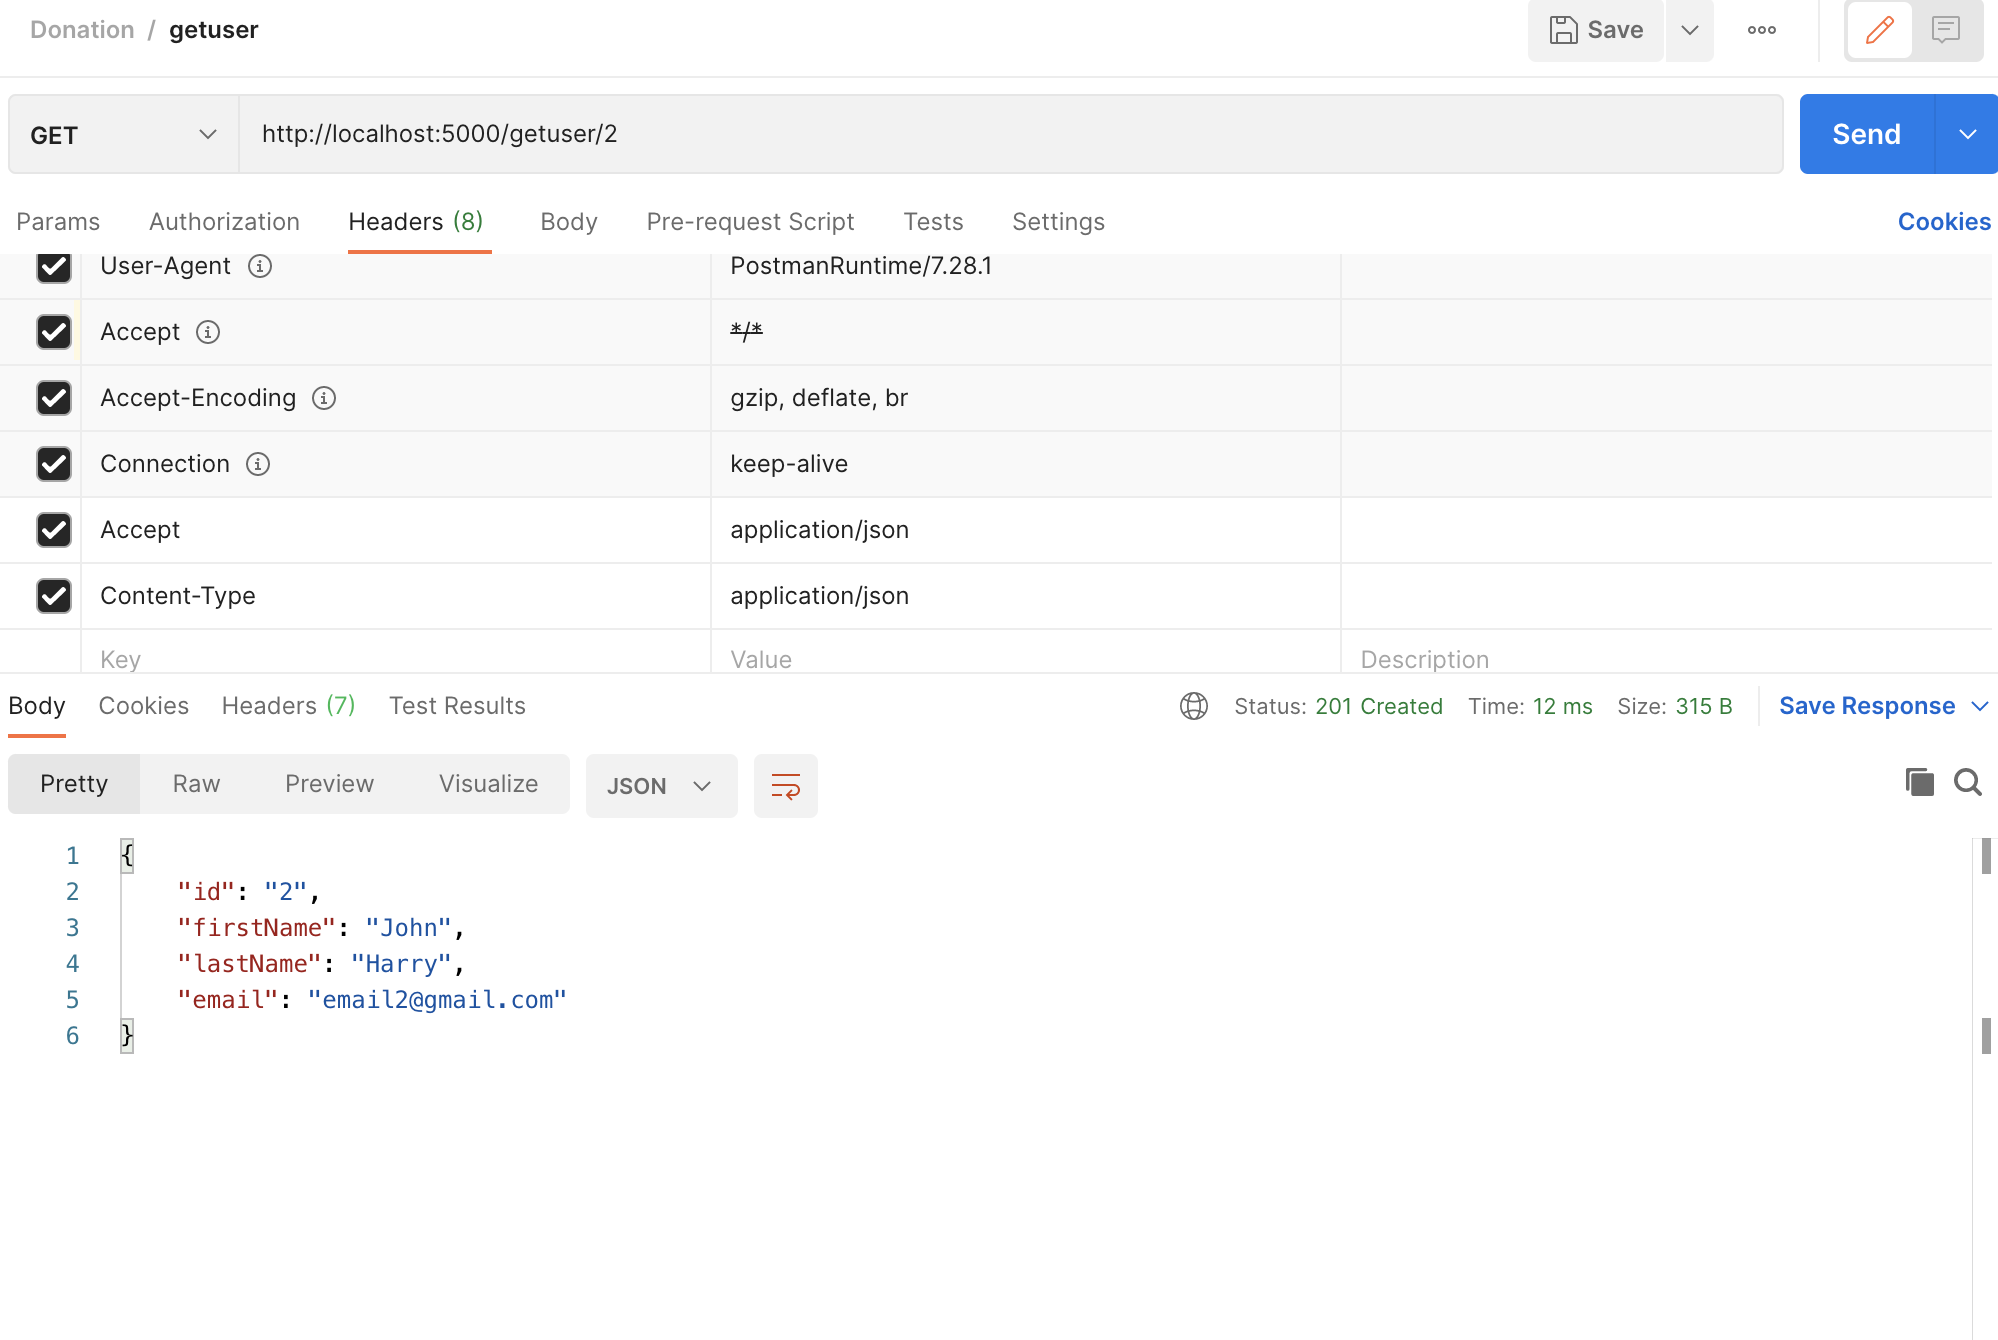 Donation / getuser
Save
GET http://localhost:5000/getuser/2 Send
Params Authorization Headers (8) Body Pre-request Script Tests Settings Cookies
User-Agent PostmanRuntime/7.28.1
Accept */*
Accept-Encoding gzip, deflate, br
Connection keep-alive
Accept application/json
Content-Type application/json
Key Value Description
Body Cookies Headers (7) Test Results Status: 201 Created Time: 12 ms Size: 315 B Save Response
Pretty Raw Preview Visualize JSON
1 {
2 "id": "2",
3 "firstName": "John",
4 "lastName": "Harry",
5 "email": "email2@gmail.com"
6 }